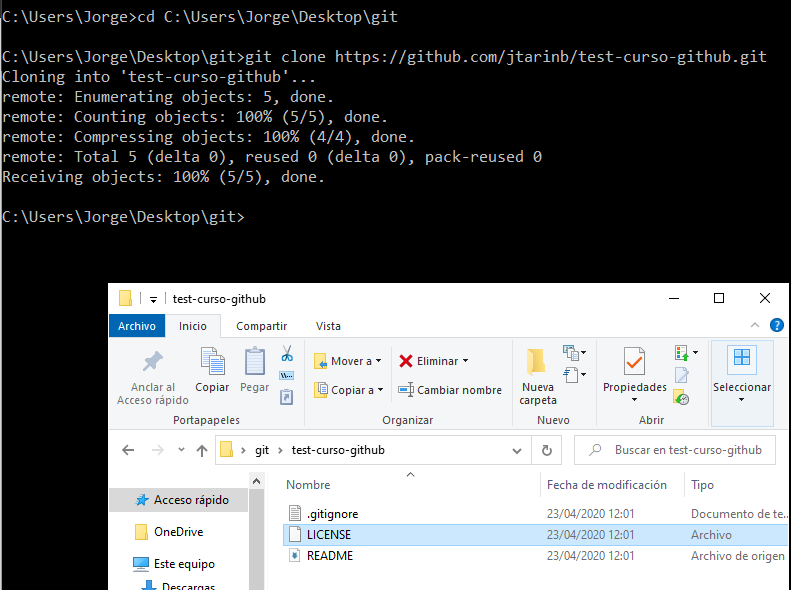 C:\Users\Jorge>cd C:\Users\Jorge\Desktop\git
C:\Users\Jorge\Desktop\git>git clone https://github.com/jtarinb/test-curso-github.git
Cloning into 'test-curso-github'...
remote: Enumerating objects: 5, done.
remote: Counting objects: 100% (5/5), done.
remote: Compressing objects: 100% (4/4), done.
remote: Total 5 (delta 0), reused 0 (delta 0), pack-reused 0
Receiving objects: 100% (5/5), done.
C:\Users\Jorge\Desktop\git>
test-curso-github
Archivo Inicio Compartir Vista
Anclar al
Acceso rápido
Copiar
Pegar
Portapapeles
Mover a
Copiar a
Eliminar
Cambiar nombre
Organizar
Nueva
carpeta
Nuevo
Propiedades
Abrir
Seleccionar
git > test-curso-github
Buscar en test-curso-github
Nombre Fecha de modificación Tipo
Acceso rápido
OneDrive
Este equipo
Descargas
.gitignore 23/04/2020 12:01 Documento de te...
LICENSE 23/04/2020 12:01 Archivo
README 23/04/2020 12:01 Archivo de origen